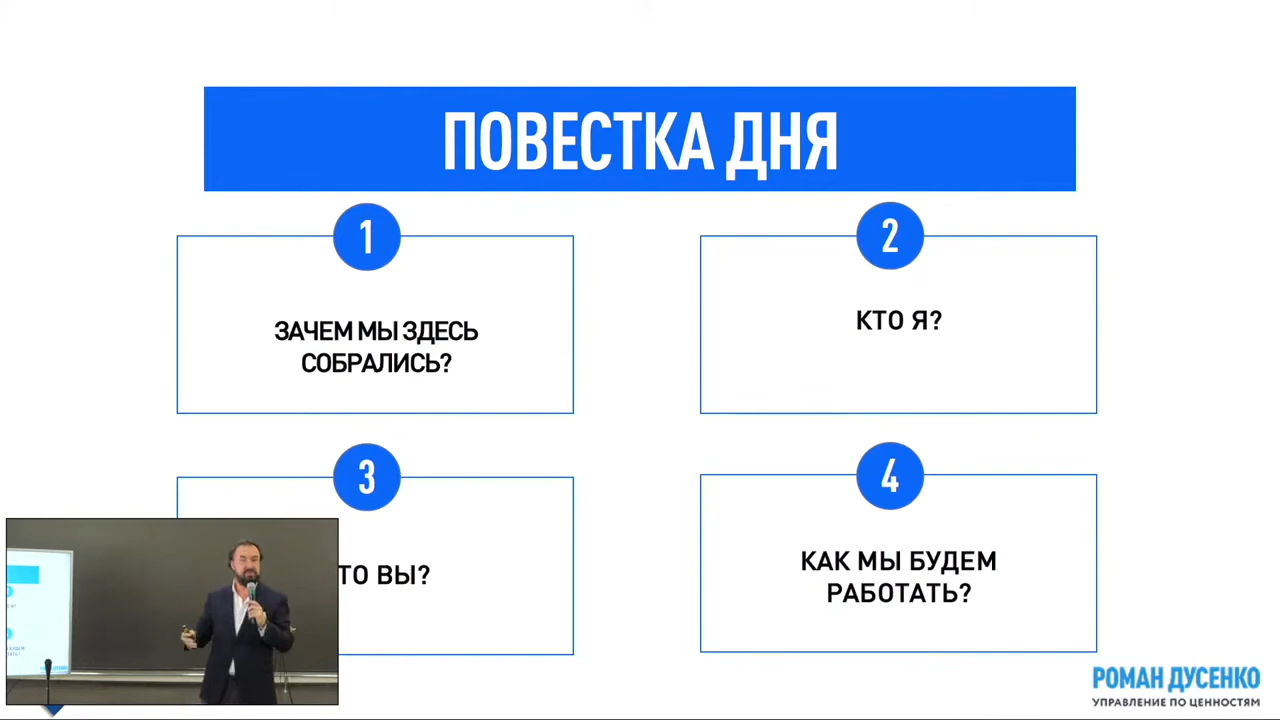 ПОВЕСТКА ДНЯ
1
ЗАЧЕМ МЫ ЗДЕСЬ
СОБРАЛИСЬ?
2
КТО Я?
3
ТО ВЫ?
4
КАК МЫ БУДЕМ
РАБОТАТЬ?
РОМАН ДУСЕНКО
УПРАВЛЕНИЕ ПО ЦЕННОСТЯМ